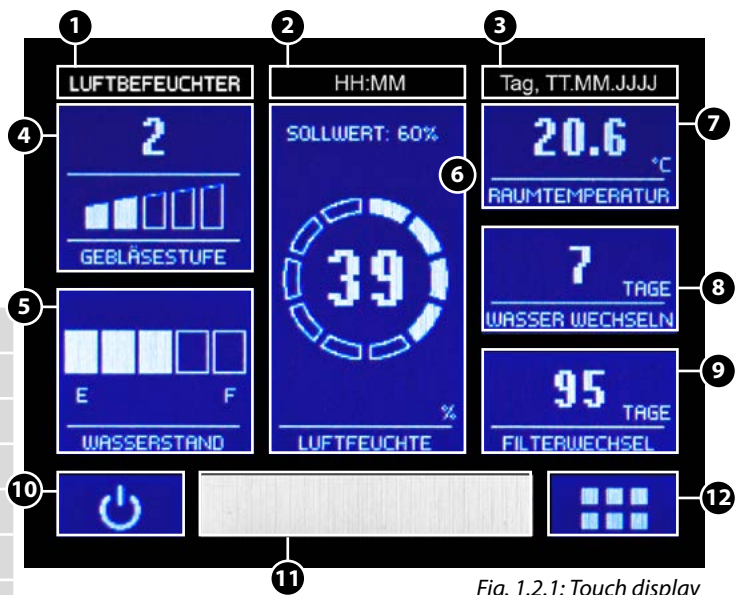 1
2
3
LUFTBEFEUCHTER
HH:MM
Tag, TT.MM.JJJJ
4
2
GEBLÄSESTUFE
5
E F
WASSERSTAND
SOLLWERT: 60%
6
39
%
LUFTFEUCHTE
7
20.6
°C
RAUMTEMPERATUR
8
7
TAGE
WASSER WECHSELN
9
95
TAGE
FILTERWECHSEL
10
11
12
Fig. 1.2.1: Touch display